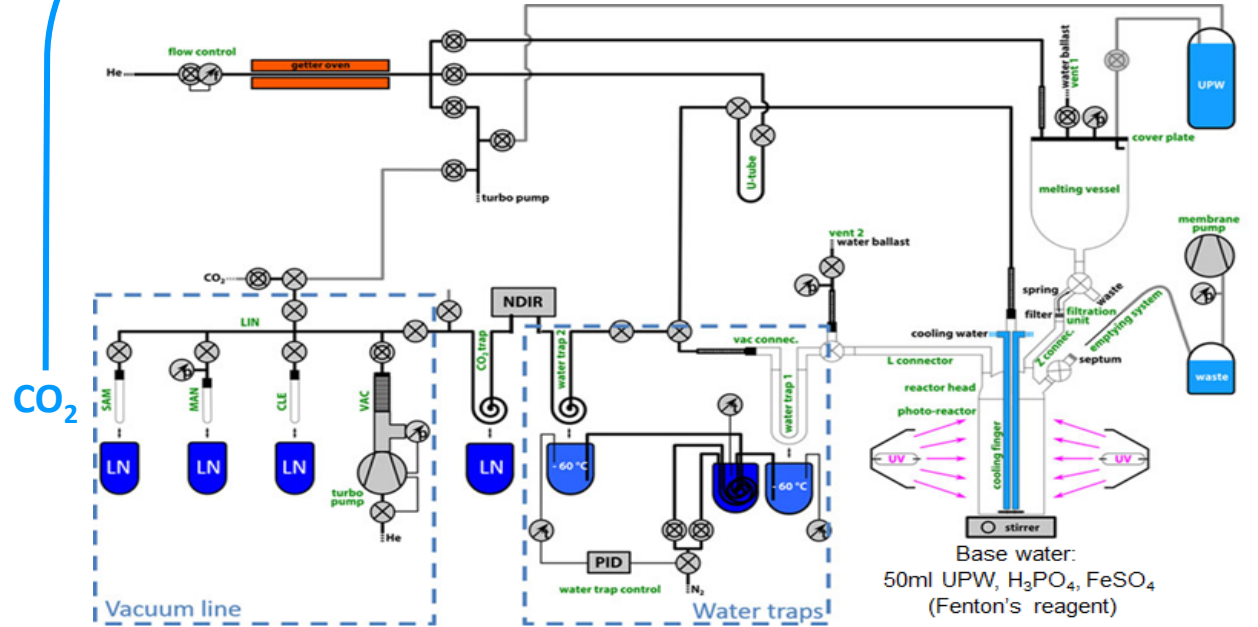 flow control
He
getter oven
water ballast
vent 1
UPW
cover plate
U-tube
melting vessel
turbo pump
membrane
pump
vent 2
water ballast
CO₂
spring
waste
NDIR
filter
filtration
unit
LIN
CO₂ trap
water trap 2
cooling water
Z connec.
emptying system
vac connec.
L connector
septum
waste
SAM
MAN
CLE
VAC
water trap 1
reactor head
photo-reactor
CO₂
LN
LN
LN
LN
- 60 °C
- 60 °C
UV
cooling finger
UV
turbo
pump
He
PID
water trap control
N₂
stirrer
Base water:
50ml UPW, H₃PO₄, FeSO₄
(Fenton's reagent)
Vacuum line
Water traps